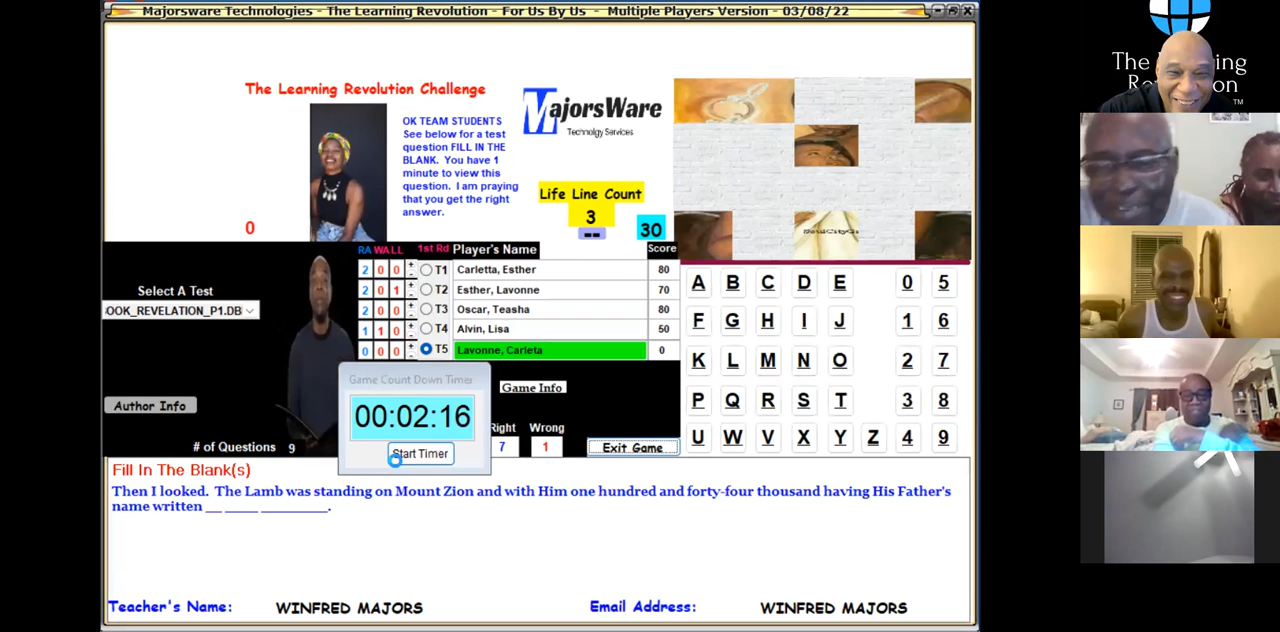 Majorsware Technologies - The Learning Revolution - For Us By Us - Multiple Players Version - 03/08/22
The Learning Revolution Challenge
OK TEAM STUDENTS
See below for a test
question FILL IN THE
BLANK. You have 1
minute to view this
question. I am praying
that you get the right
answer.
MajorsWare
Technolgy Services
Life Line Count
3
--
30
0
RA WA LL 1st Rd Player's Name Score
2 0 0 + - T1 Carletta, Esther 80
2 0 1 + - T2 Esther, Lavonne 70
2 0 0 + - T3 Oscar, Teasha 80
1 1 0 + - T4 Alvin, Lisa 50
0 0 0 + - T5 Lavonne, Carleta 0
Select A Test
OOK_REVELATION_P1.DB
Author Info
# of Questions 9
Game Count Down Timer
00:02:16
Start Timer
Game Info
Right Wrong
7 1
Exit Game
A B C D E 0 5
F G H I J 1 6
K L M N O 2 7
P Q R S T 3 8
U W V X Y Z 4 9
Fill In The Blank(s)
Then I looked. The Lamb was standing on Mount Zion and with Him one hundred and forty-four thousand having His Father's
name written __ ____ ________.
Teacher's Name: WINFRED MAJORS Email Address: WINFRED MAJORS
The
TM